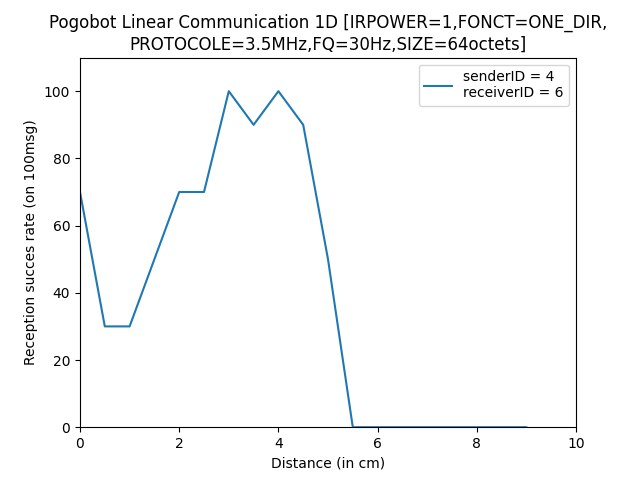 Pogobot Linear Communication 1D [IRPOWER=1,FONCT=ONE_DIR,
PROTOCOLE=3.5MHz,FQ=30Hz,SIZE=64octets]
senderID = 4
receiverID = 6
Reception succes rate (on 100msg)
100
80
60
40
20
0
0 2 4 6 8 10
Distance (in cm)